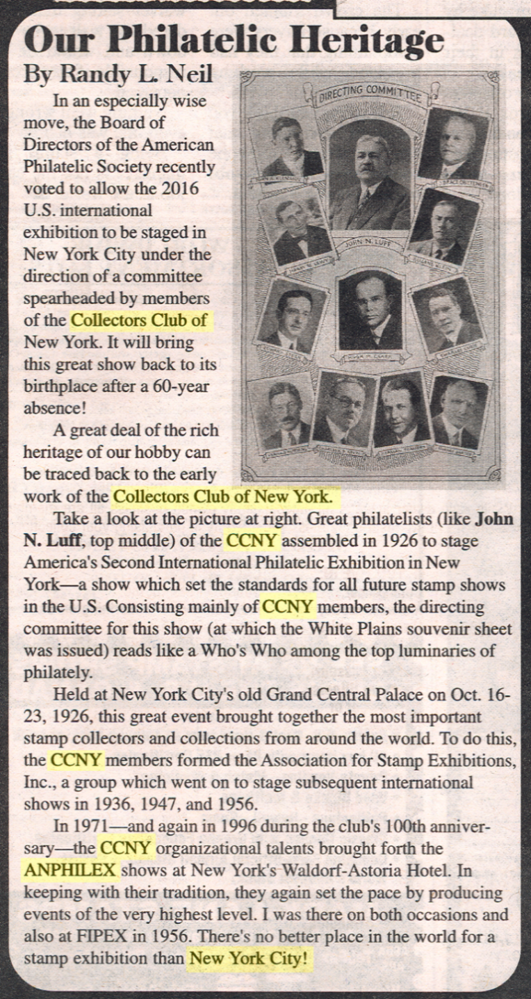 Our Philatelic Heritage
By Randy L. Neil
In an especially wise
move, the Board of
Directors of the American
Philatelic Society recently
voted to allow the 2016
U.S. international
exhibition to be staged in
New York City under the
direction of a committee
spearheaded by members
of the Collectors Club of
New York. It will bring
this great show back to its
birthplace after a 60-year
absence!
A great deal of the rich
heritage of our hobby can
be traced back to the early
work of the Collectors Club of New York.
DIRECTING COMMITTEE
JOHN N. LUFF
HUGH M. CLARK
Take a look at the picture at right. Great philatelists (like John
N. Luff, top middle) of the CCNY assembled in 1926 to stage
America's Second International Philatelic Exhibition in New
York—a show which set the standards for all future stamp shows
in the U.S. Consisting mainly of CCNY members, the directing
committee for this show (at which the White Plains souvenir sheet
was issued) reads like a Who's Who among the top luminaries of
philately.
Held at New York City's old Grand Central Palace on Oct. 16-
23, 1926, this great event brought together the most important
stamp collectors and collections from around the world. To do this,
the CCNY members formed the Association for Stamp Exhibitions,
Inc., a group which went on to stage subsequent international
shows in 1936, 1947, and 1956.
In 1971—and again in 1996 during the club's 100th anniver-
sary—the CCNY organizational talents brought forth the
ANPHILEX shows at New York's Waldorf-Astoria Hotel. In
keeping with their tradition, they again set the pace by producing
events of the very highest level. I was there on both occasions and
also at FIPEX in 1956. There's no better place in the world for a
stamp exhibition than New York City!